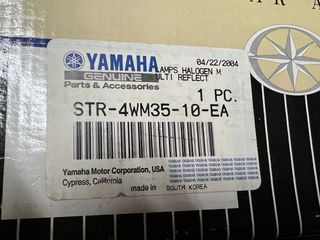 04/22/2004
YAMAHA
AMPS HALOGEN M
GENUINE
ULTI REFLECT
Parts & Accessories
1 PC.
STR-4WM35-10-EA
Yamaha Motor Corporation, USA
Cypress, California
made in
SOUTH KOREA